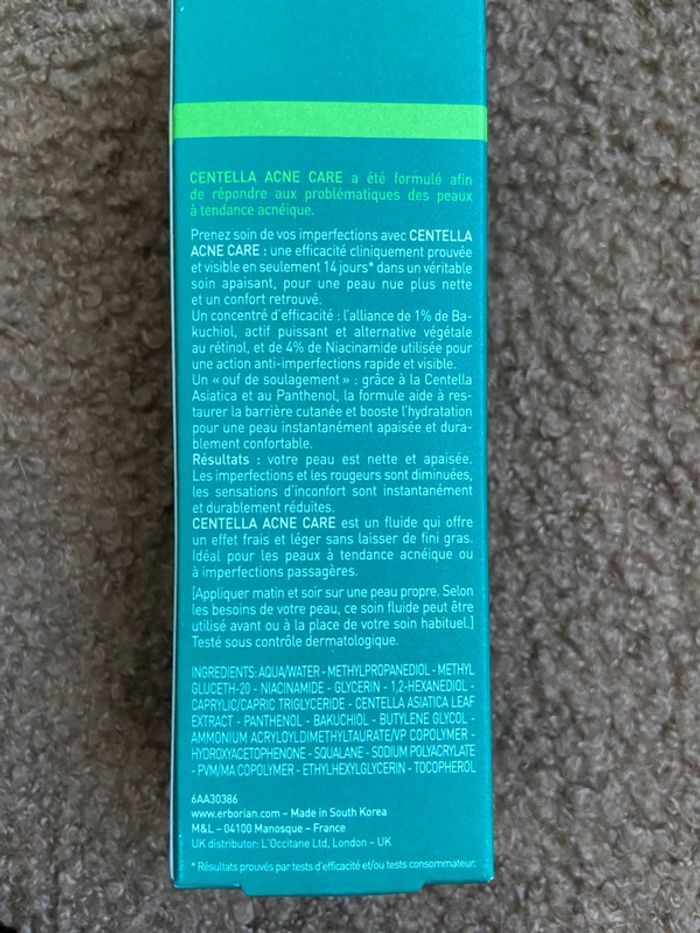 CENTELLA ACNE CARE a été formulé afin
de répondre aux problématiques des peaux
à tendance acnéique.
Prenez soin de vos imperfections avec CENTELLA
ACNE CARE : une efficacité cliniquement prouvée
et visible en seulement 14 jours* dans un véritable
soin apaisant, pour une peau nue plus nette
et un confort retrouvé.
Un concentré d'efficacité : l'alliance de 1% de Ba-
kuchiol, actif puissant et alternative végétale
au rétinol, et de 4% de Niacinamide utilisée pour
une action anti-imperfections rapide et visible.
Un « ouf de soulagement » : grâce à la Centella
Asiatica et au Panthenol, la formule aide à res-
taurer la barrière cutanée et booste l'hydratation
pour une peau instantanément apaisée et dura-
blement confortable.
Résultats : votre peau est nette et apaisée.
Les imperfections et les rougeurs sont diminuées,
les sensations d'inconfort sont instantanément
et durablement réduites.
CENTELLA ACNE CARE est un fluide qui offre
un effet frais et léger sans laisser de fini gras.
Idéal pour les peaux à tendance acnéique ou
à imperfections passagères.
[Appliquer matin et soir sur une peau propre. Selon
les besoins de votre peau, ce soin fluide peut être
utilisé avant ou à la place de votre soin habituel.]
Testé sous contrôle dermatologique.
INGREDIENTS: AQUA/WATER - METHYLPROPANEDIOL - METHYL
GLUCETH-20 - NIACINAMIDE - GLYCERIN - 1,2-HEXANEDIOL -
CAPRYLIC/CAPRIC TRIGLYCERIDE - CENTELLA ASIATICA LEAF
EXTRACT - PANTHENOL - BAKUCHIOL - BUTYLENE GLYCOL -
AMMONIUM ACRYLOYLDIMETHYLTAURATE/VP COPOLYMER -
HYDROXYACETOPHENONE - SQUALANE - SODIUM POLYACRYLATE
- PVM/MA COPOLYMER - ETHYLHEXYLGLYCERIN - TOCOPHEROL
6AA30386
www.erborian.com – Made in South Korea
M&L – 04100 Manosque – France
UK distributor: L'Occitane Ltd, London – UK
* Résultats prouvés par tests d'efficacité et/ou tests consommateur.